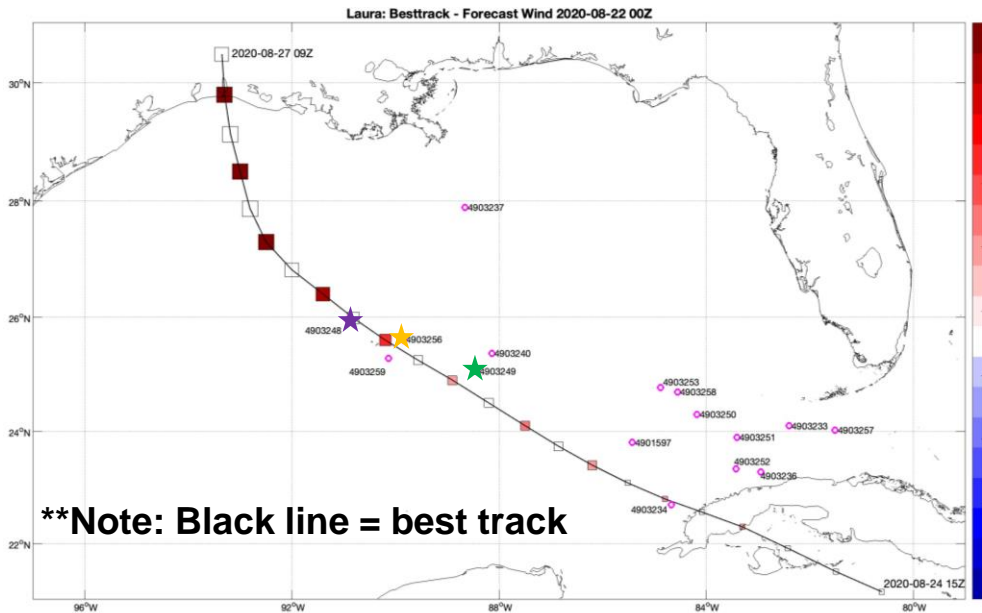 Laura: Besttrack - Forecast Wind 2020-08-22 00Z
2020-08-27 09Z
30°N
28°N
4903237
26°N
4903248
4903256
4903259
4903240
4903249
4903253
4903258
4903250
4903233
4903257
4903251
4901597
24°N
4903252
4903236
4903234
**Note: Black line = best track
22°N
2020-08-24 15Z
96°W
92°W
88°W
84°W
80°W